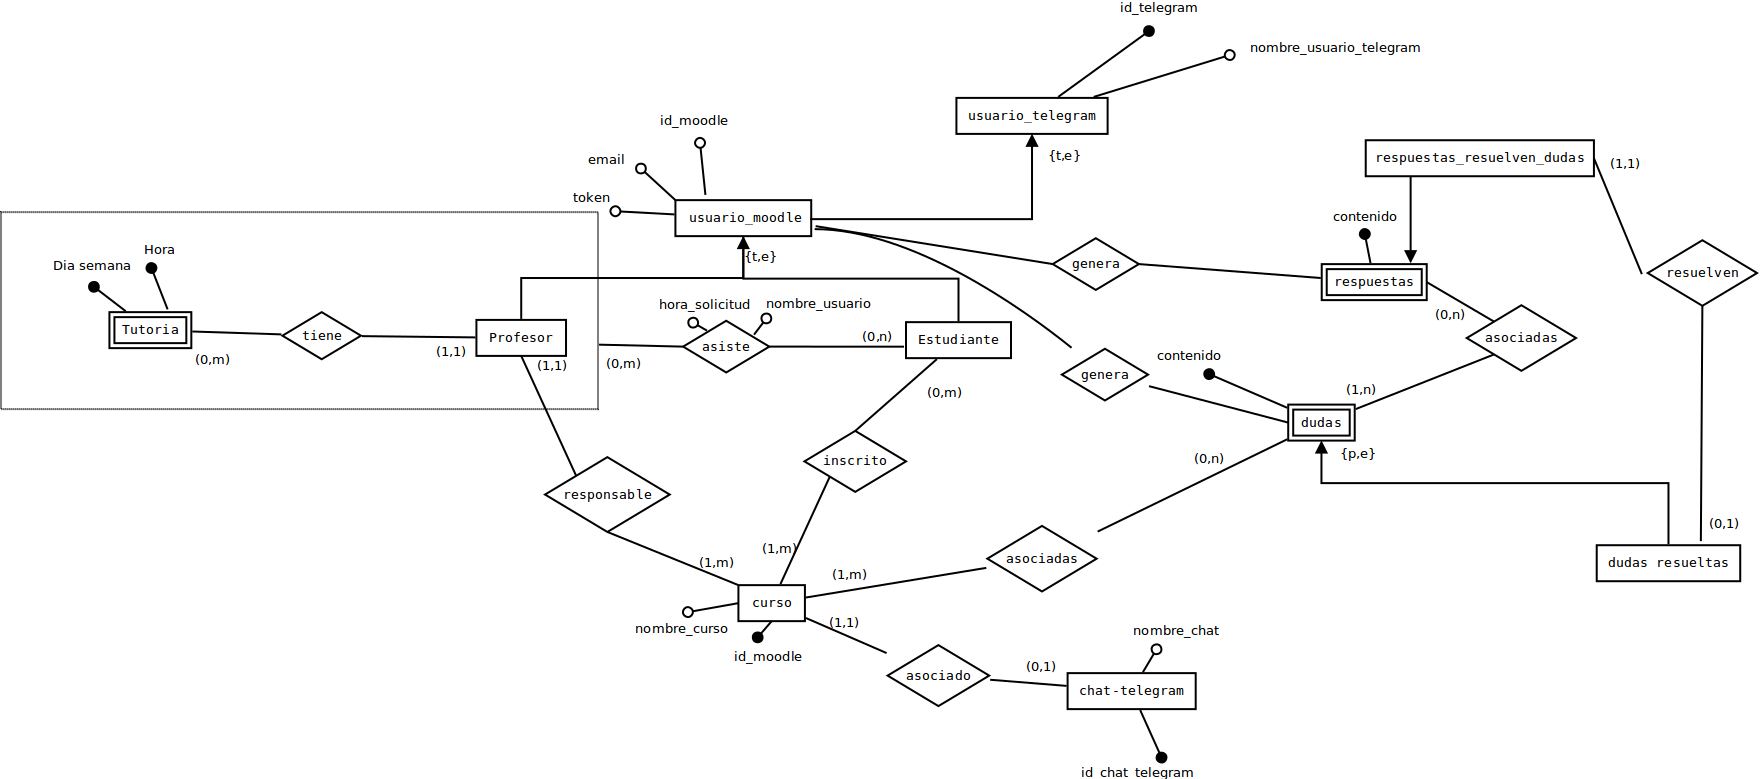 id_telegram
nombre_usuario_telegram
usuario_telegram
id_moodle
{t,e}
respuestas_resuelven_dudas
(1,1)
email
token
usuario_moodle
contenido
Hora
Dia semana
{t,e}
genera
respuestas
resuelven
hora_solicitud
nombre_usuario
(0,n)
Tutoria
tiene
Profesor
asiste
(0,n)
Estudiante
asociadas
(0,m)
(1,1)
(1,1)
(0,m)
contenido
genera
(0,m)
(1,n)
dudas
inscrito
(0,n)
{p,e}
responsable
(0,1)
(1,m)
(1,m)
(1,m)
asociadas
dudas resueltas
curso
nombre_curso
(1,1)
id_moodle
nombre_chat
asociado
(0,1)
chat-telegram
id_chat_telegram